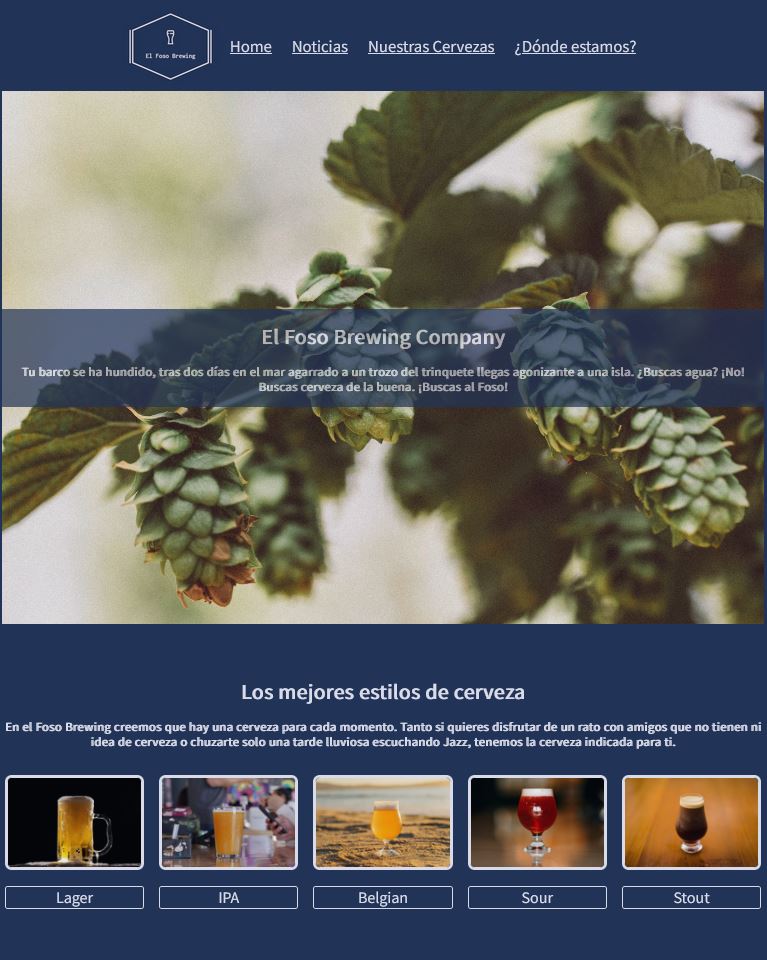 El Foso Brewing
Home Noticias Nuestras Cervezas ¿Dónde estamos?
El Foso Brewing Company
Tu barco se ha hundido, tras dos días en el mar agarrado a un trozo del trinquete llegas agonizante a una isla. ¿Buscas agua? ¡No!
Buscas cerveza de la buena. ¡Buscas al Foso!
Los mejores estilos de cerveza
En el Foso Brewing creemos que hay una cerveza para cada momento. Tanto si quieres disfrutar de un rato con amigos que no tienen ni
idea de cerveza o chuzarte solo una tarde lluviosa escuchando Jazz, tenemos la cerveza indicada para ti.
Lager IPA Belgian Sour Stout